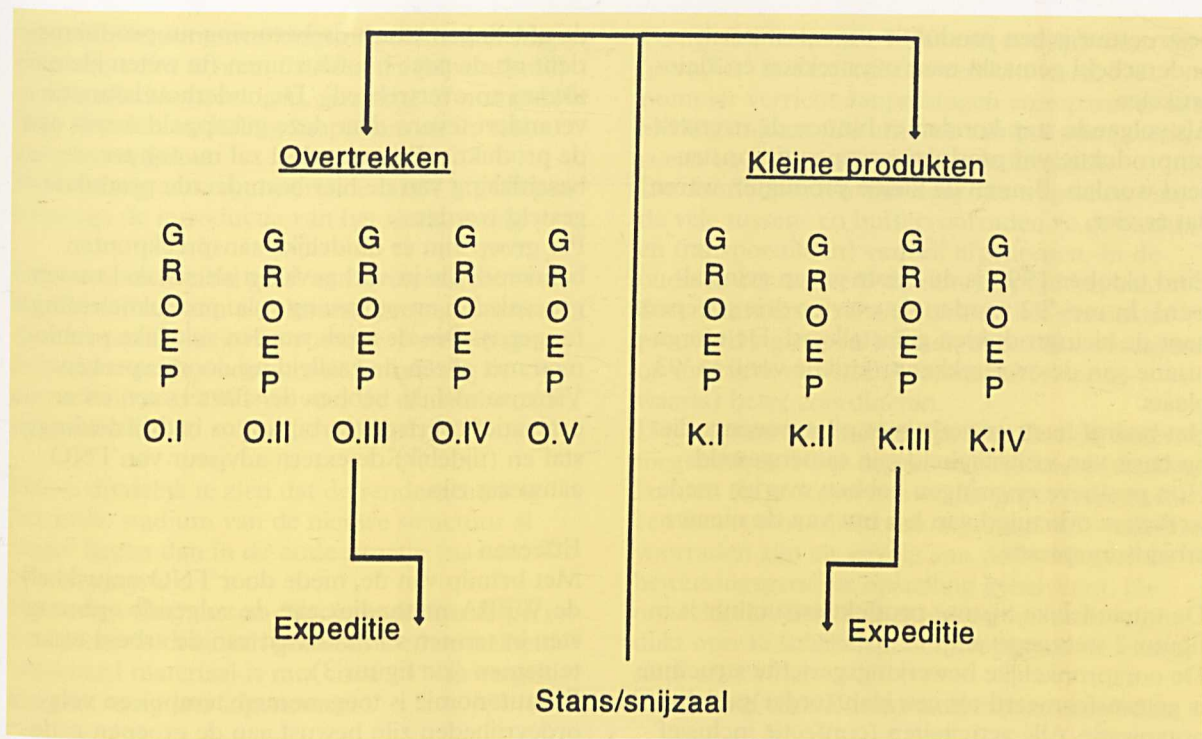 Overtrekken
Kleine produkten
GROEP O.I
GROEP O.II
GROEP O.III
GROEP O.IV
GROEP O.V
GROEP K.I
GROEP K.II
GROEP K.III
GROEP K.IV
Expeditie
Expeditie
Stans/snijzaal